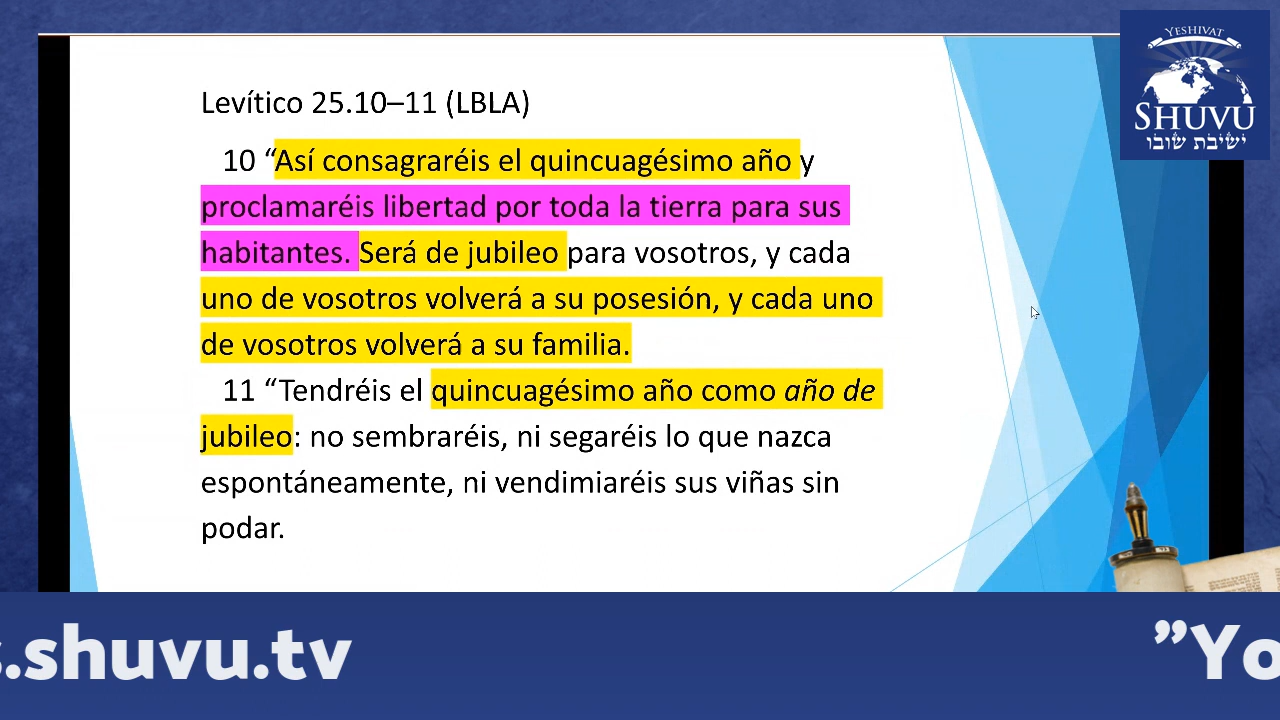 Levítico 25.10–11 (LBLA)
10 “Así consagraréis el quincuagésimo año y
proclamaréis libertad por toda la tierra para sus
habitantes. Será de jubileo para vosotros, y cada
uno de vosotros volverá a su posesión, y cada uno
de vosotros volverá a su familia.
11 “Tendréis el quincuagésimo año como año de
jubileo: no sembraréis, ni segaréis lo que nazca
espontáneamente, ni vendimiaréis sus viñas sin
podar.
YESHIVAT
SHUVU
ישיבת שובו
s.shuvu.tv
”Yo